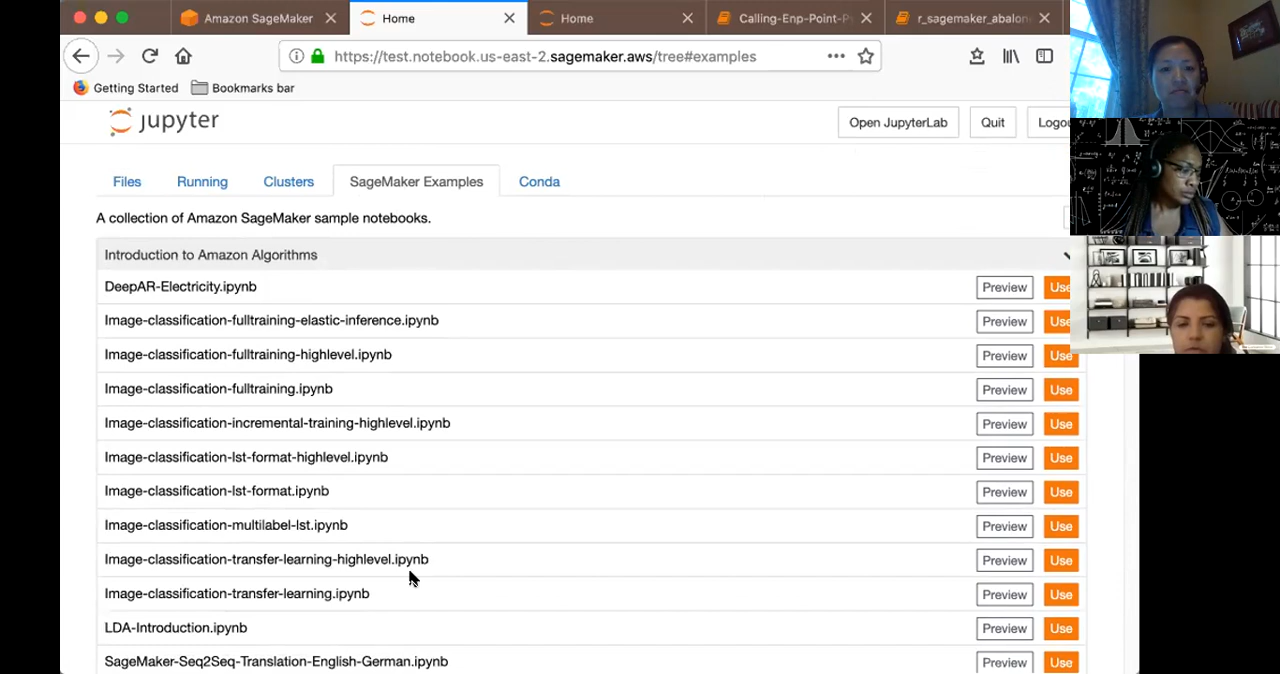 Amazon SageMaker
Home
Home
Calling-Enp-Point-P
r_sagemaker_abalon
https://test.notebook.us-east-2.sagemaker.aws/tree#examples
Getting Started
Bookmarks bar
jupyter
Open JupyterLab
Quit
Logou
Files
Running
Clusters
SageMaker Examples
Conda
A collection of Amazon SageMaker sample notebooks.
Introduction to Amazon Algorithms
DeepAR-Electricity.ipynb Preview Use
Image-classification-fulltraining-elastic-inference.ipynb Preview Use
Image-classification-fulltraining-highlevel.ipynb Preview Use
Image-classification-fulltraining.ipynb Preview Use
Image-classification-incremental-training-highlevel.ipynb Preview Use
Image-classification-lst-format-highlevel.ipynb Preview Use
Image-classification-lst-format.ipynb Preview Use
Image-classification-multilabel-lst.ipynb Preview Use
Image-classification-transfer-learning-highlevel.ipynb Preview Use
Image-classification-transfer-learning.ipynb Preview Use
LDA-Introduction.ipynb Preview Use
SageMaker-Seq2Seq-Translation-English-German.ipynb Preview Use